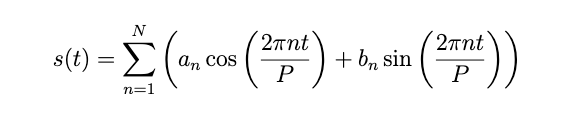 s(t) = \sum_{n=1}^{N} \left( a_n \cos \left( \frac{2\pi nt}{P} \right) + b_n \sin \left( \frac{2\pi nt}{P} \right) \right)